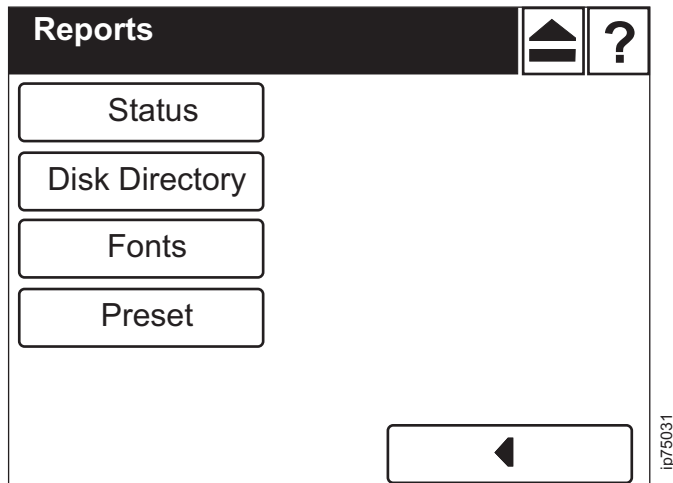 Reports
?
Status
Disk Directory
Fonts
Preset
ip75031